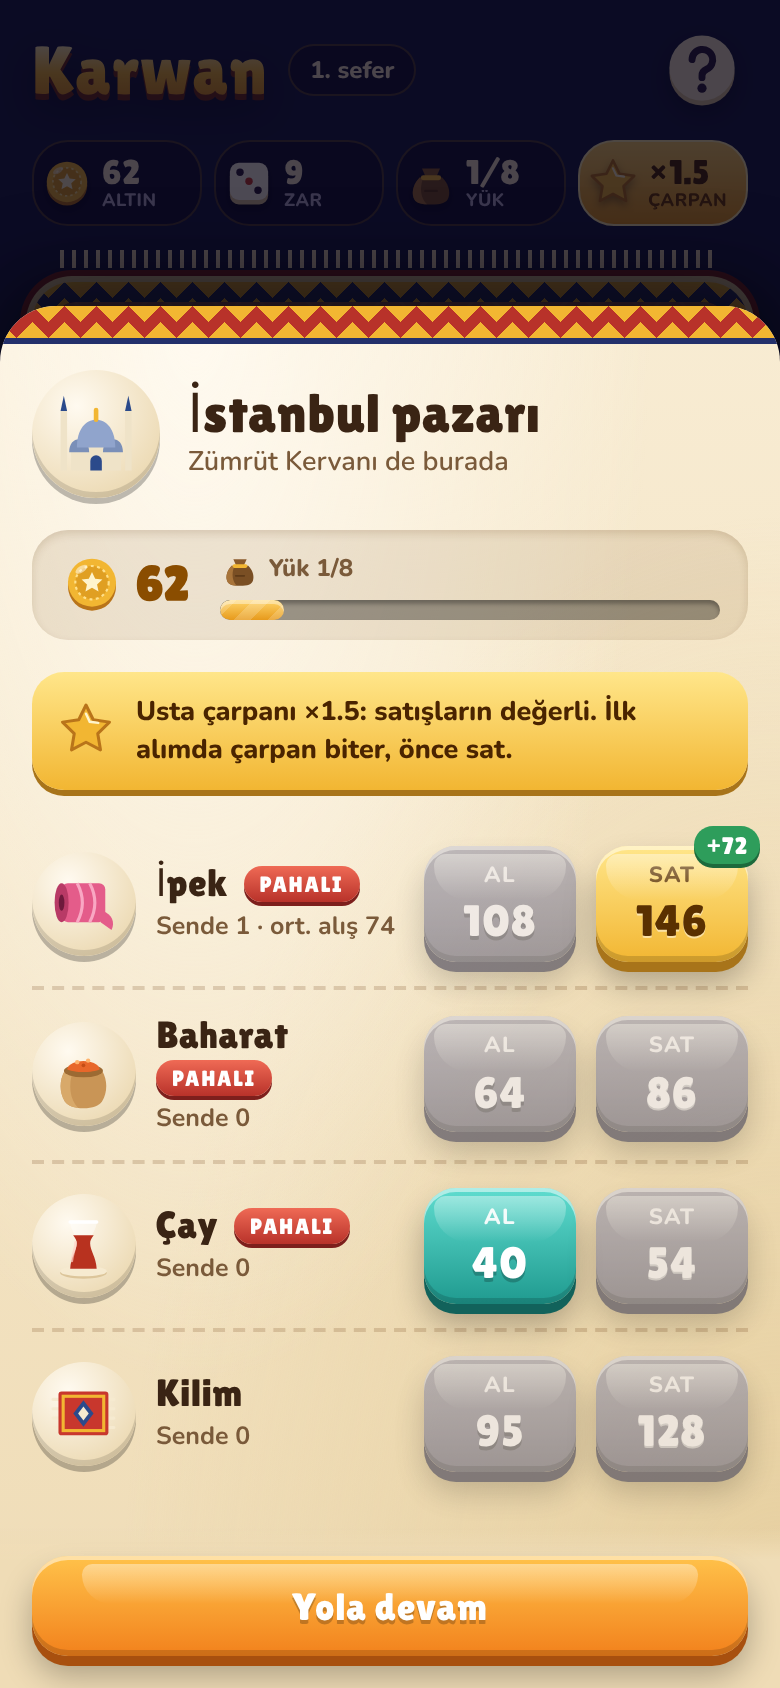 Karwan
1. sefer
?
62
ALTIN
9
ZAR
1/8
YÜK
×1.5
ÇARPAN
İstanbul pazarı
Zümrüt Kervanı de burada
62
Yük 1/8
Usta çarpanı ×1.5: satışların değerli. İlk
alımda çarpan biter, önce sat.
İpek PAHALI
Sende 1 · ort. alış 74
AL
108
+72
SAT
146
Baharat
PAHALI
Sende 0
AL
64
SAT
86
Çay PAHALI
Sende 0
AL
40
SAT
54
Kilim
Sende 0
AL
95
SAT
128
Yola devam